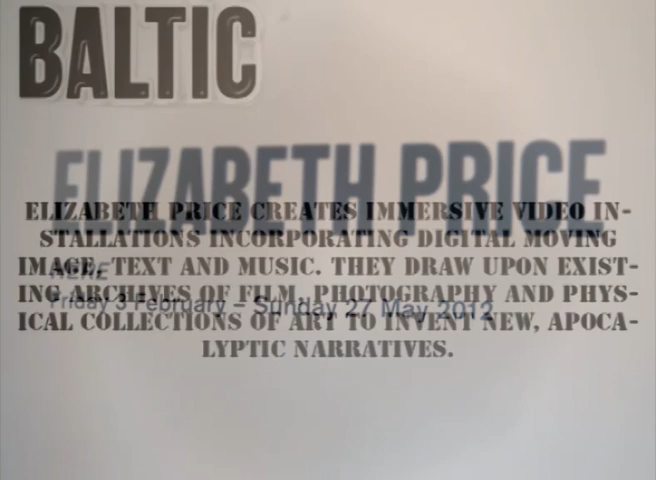 BALTIC
ELIZABETH PRICE
ELIZABETH PRICE CREATES IMMERSIVE VIDEO IN-
STALLATIONS INCORPORATING DIGITAL MOVING
IMAGE, TEXT AND MUSIC. THEY DRAW UPON EXIST-
HERE
ING ARCHIVES OF FILM, PHOTOGRAPHY AND PHYS-
Friday 3 February – Sunday 27 May 2012
ICAL COLLECTIONS OF ART TO INVENT NEW, APOCA-
LYPTIC NARRATIVES.